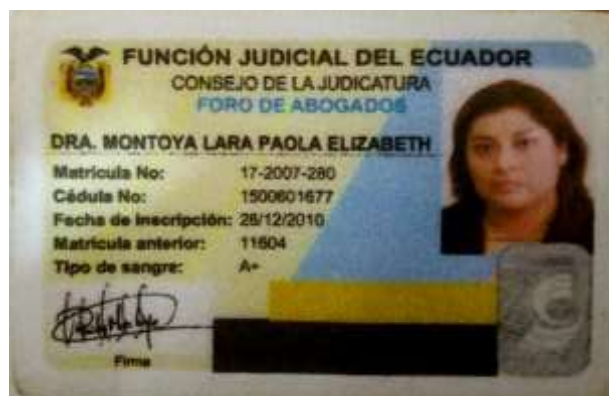 FUNCIÓN JUDICIAL DEL ECUADOR
CONSEJO DE LA JUDICATURA
FORO DE ABOGADOS
DRA. MONTOYA LARA PAOLA ELIZABETH
Matricula No: 17-2007-280
Cédula No: 1500601677
Fecha de inscripción: 28/12/2010
Matricula anterior: 11604
Tipo de sangre: A+
Firma